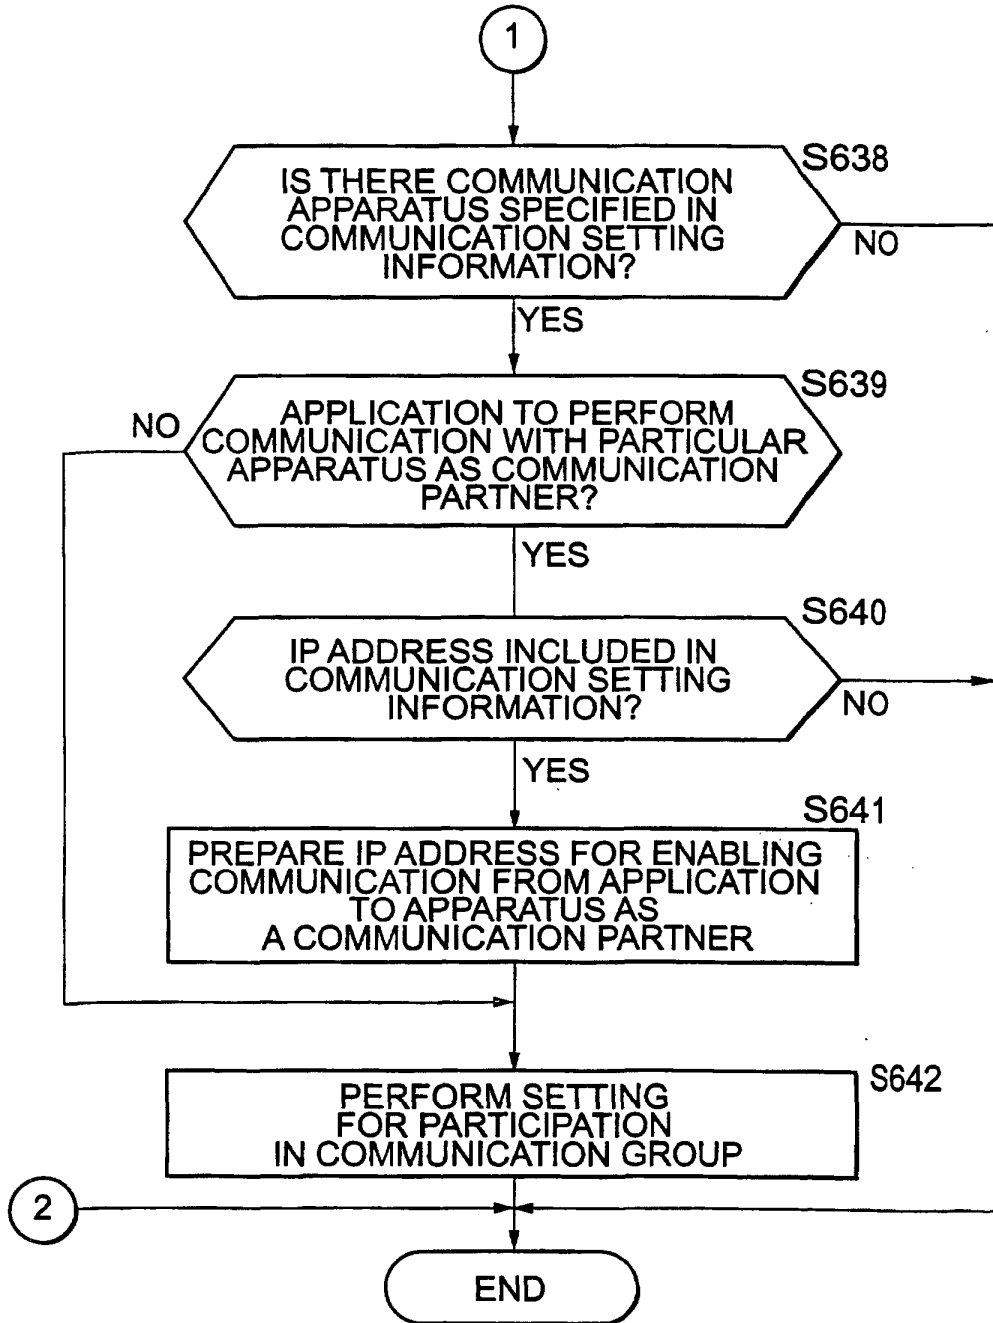 1
S638
IS THERE COMMUNICATION
APPARATUS SPECIFIED IN
COMMUNICATION SETTING
INFORMATION?
NO
YES
S639
NO
APPLICATION TO PERFORM
COMMUNICATION WITH PARTICULAR
APPARATUS AS COMMUNICATION
PARTNER?
YES
S640
IP ADDRESS INCLUDED IN
COMMUNICATION SETTING
INFORMATION?
NO
YES
S641
PREPARE IP ADDRESS FOR ENABLING
COMMUNICATION FROM APPLICATION
TO APPARATUS AS
A COMMUNICATION PARTNER
S642
PERFORM SETTING
FOR PARTICIPATION
IN COMMUNICATION GROUP
2
END